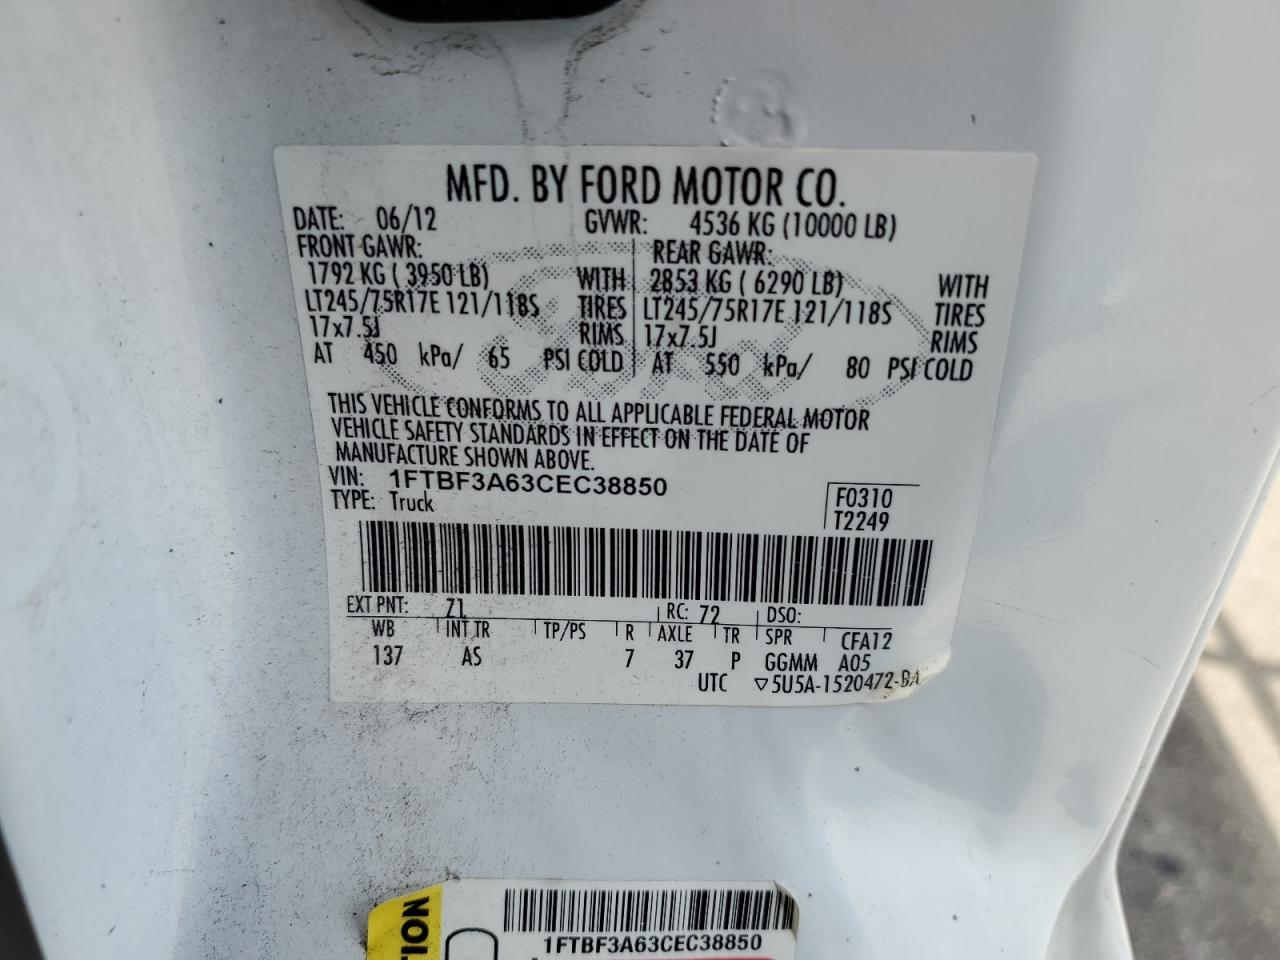 MFD. BY FORD MOTOR CO.
DATE: 06/12 GVWR: 4536 KG (10000 LB)
FRONT GAWR: REAR GAWR:
1792 KG ( 3950 LB) WITH 2853 KG ( 6290 LB) WITH
LT245/75R17E 121/118S TIRES LT245/75R17E 121/118S TIRES
17x7.5J RIMS 17x7.5J RIMS
AT 450 kPa/ 65 PSI COLD AT 550 kPa/ 80 PSI COLD
THIS VEHICLE CONFORMS TO ALL APPLICABLE FEDERAL MOTOR
VEHICLE SAFETY STANDARDS IN EFFECT ON THE DATE OF
MANUFACTURE SHOWN ABOVE.
VIN: 1FTBF3A63CEC38850
TYPE: Truck
F0310
T2249
EXT PNT: Z1 RC: 72 DSO:
WB INT TR TP/PS R AXLE TR SPR CFA12
137 AS 7 37 P GGMM A05
UTC ▽5U5A-1520472-BA
1FTBF3A63CEC38850